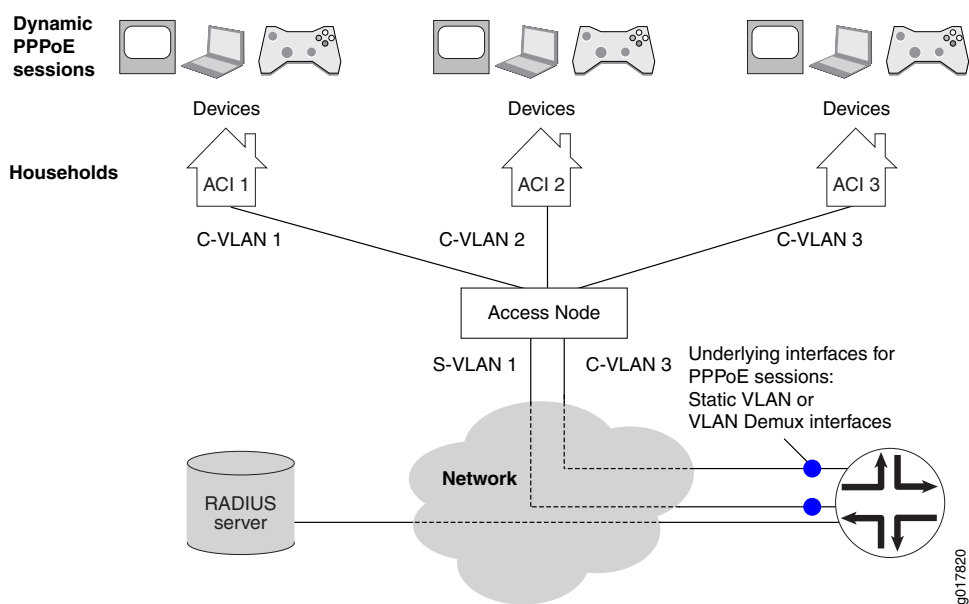 Dynamic
PPPoE
sessions
Devices
Devices
Devices
Households
ACI 1
ACI 2
ACI 3
C-VLAN 1
C-VLAN 2
C-VLAN 3
Access Node
S-VLAN 1
C-VLAN 3
Underlying interfaces for
PPPoE sessions:
Static VLAN or
VLAN Demux interfaces
Network
RADIUS
server
g017820